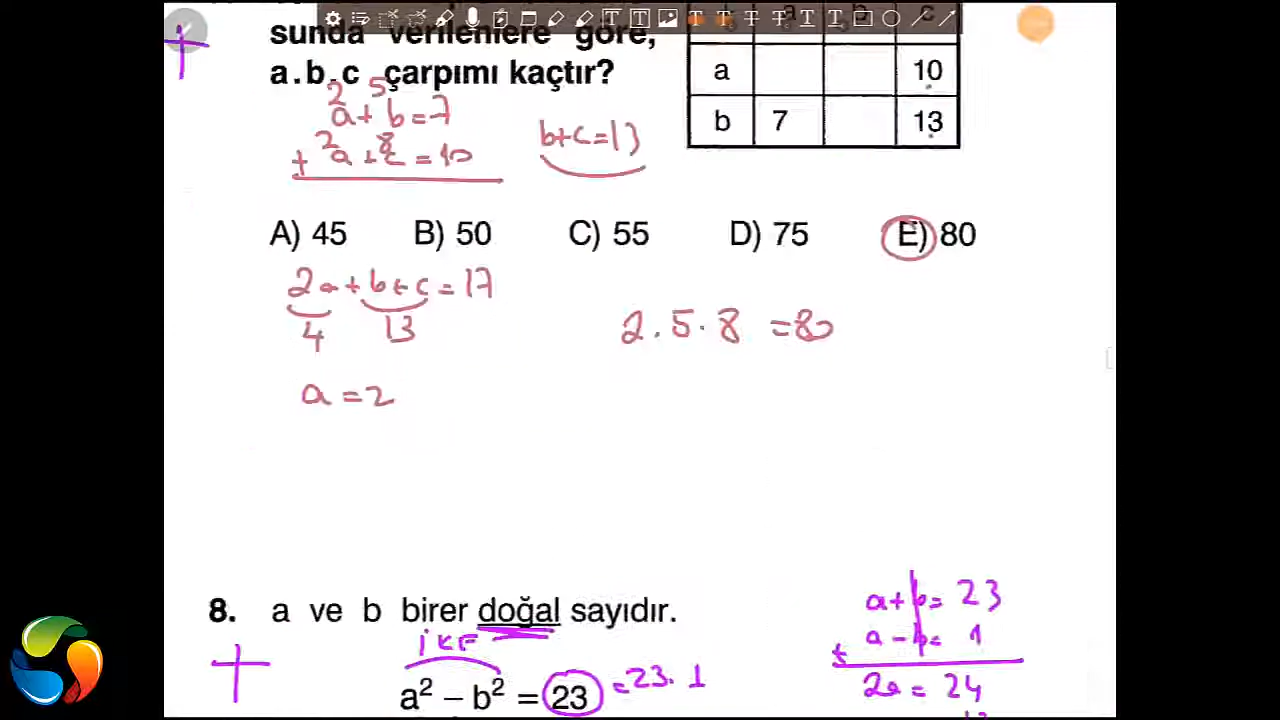 sunda verilenlere göre,
a.b.c çarpımı kaçtır?
a 10
b 7 13
2 5
a + b = 7
2 8
+ a + c = 10
b+c=13
A) 45 B) 50 C) 55 D) 75 E) 80
2a + b + c = 17
4 13
2 . 5 . 8 = 80
a = 2
8. a ve b birer doğal sayıdır.
İKF
a² – b² = 23 = 23. 1
a + b = 23
+ a - b = 1
2a = 24